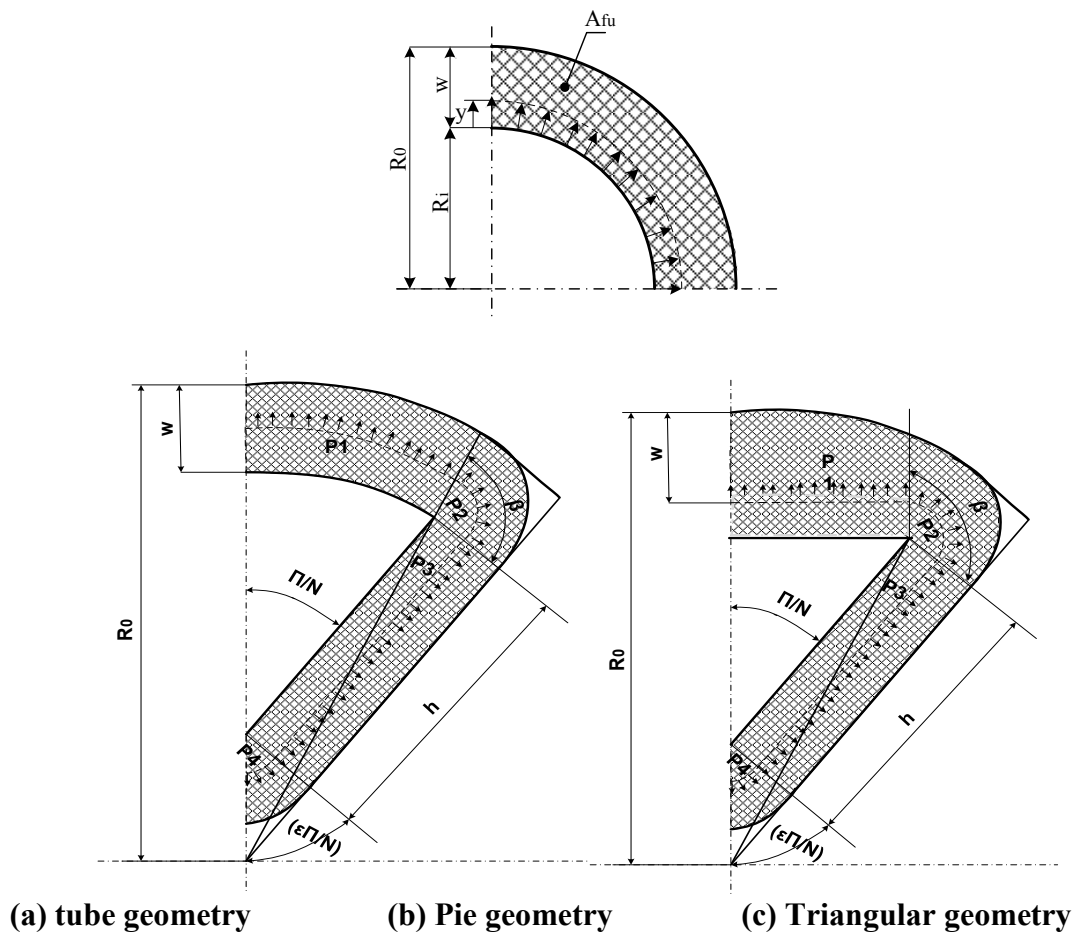 Afu
w
y
R0
Ri
w
P1
P2
β
P3
Π/N
R0
h
P4
(εΠ/N)
w
P
1
P2
β
P3
Π/N
R0
h
P4
(εΠ/N)
(a) tube geometry (b) Pie geometry (c) Triangular geometry